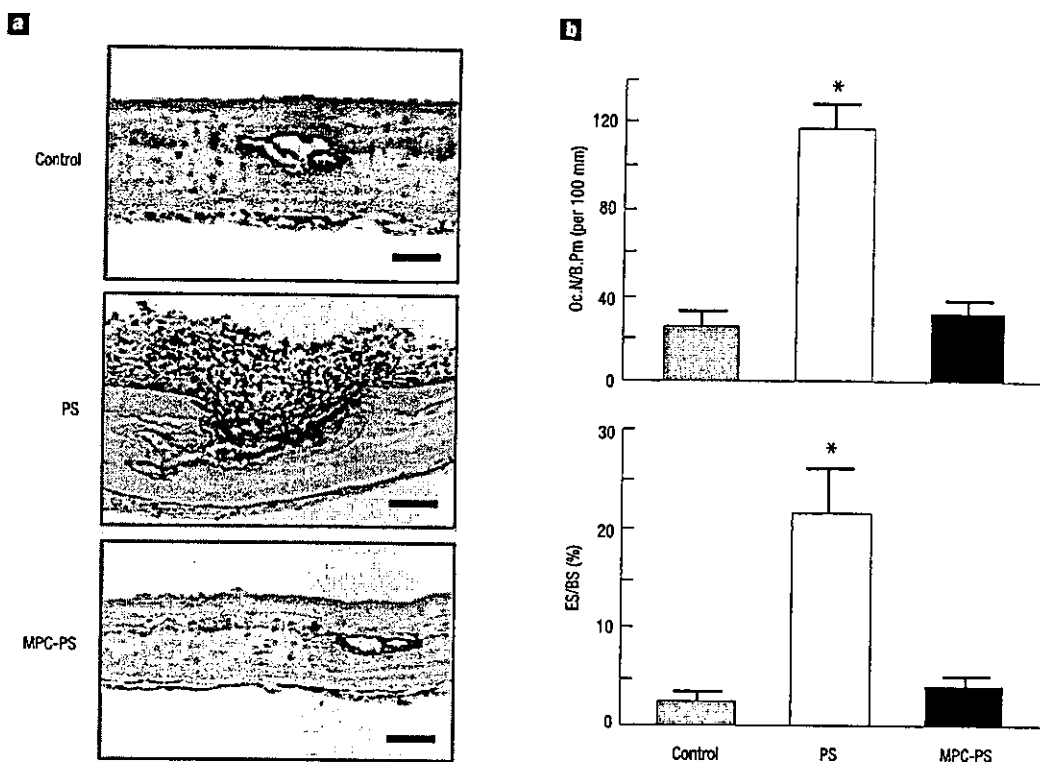 a
Control
PS
MPC-PS
b
Oc.N/B.Pm (per 100 mm)
120
80
40
0
*
ES/BS (%)
30
20
10
0
*
Control
PS
MPC-PS